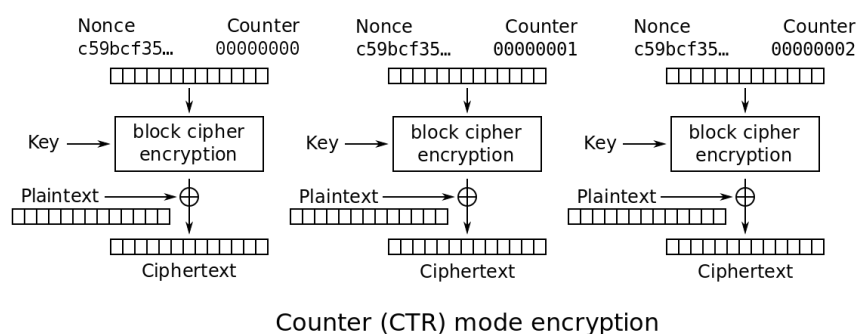 Nonce Counter Nonce Counter Nonce Counter
c59bcf35… 00000000 c59bcf35… 00000001 c59bcf35… 00000002
block cipher block cipher block cipher
Key encryption Key encryption Key encryption
Plaintext Plaintext Plaintext
Ciphertext Ciphertext Ciphertext
Counter (CTR) mode encryption